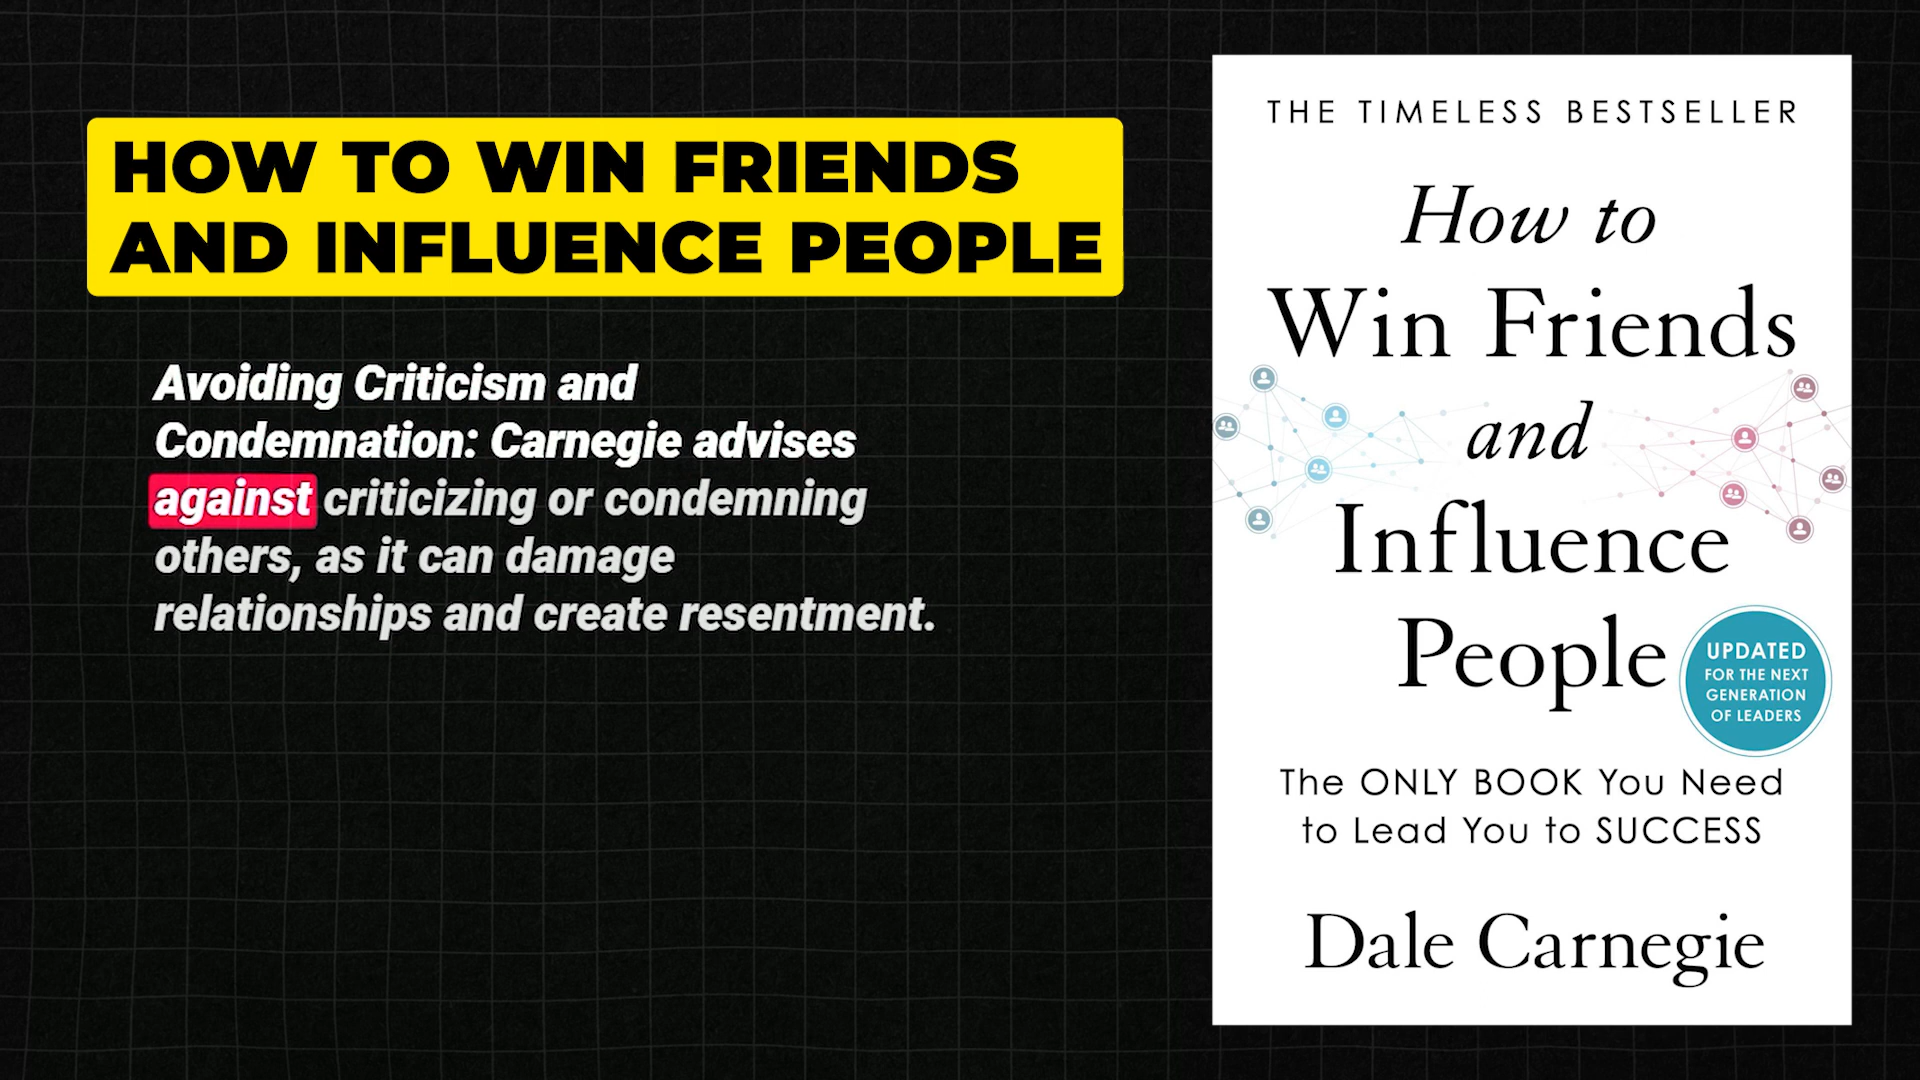 HOW TO WIN FRIENDS
AND INFLUENCE PEOPLE
Avoiding Criticism and
Condemnation: Carnegie advises
against criticizing or condemning
others, as it can damage
relationships and create resentment.
THE TIMELESS BESTSELLER
How to
Win Friends
and
Influence
People
UPDATED
FOR THE NEXT
GENERATION
OF LEADERS
The ONLY BOOK You Need
to Lead You to SUCCESS
Dale Carnegie